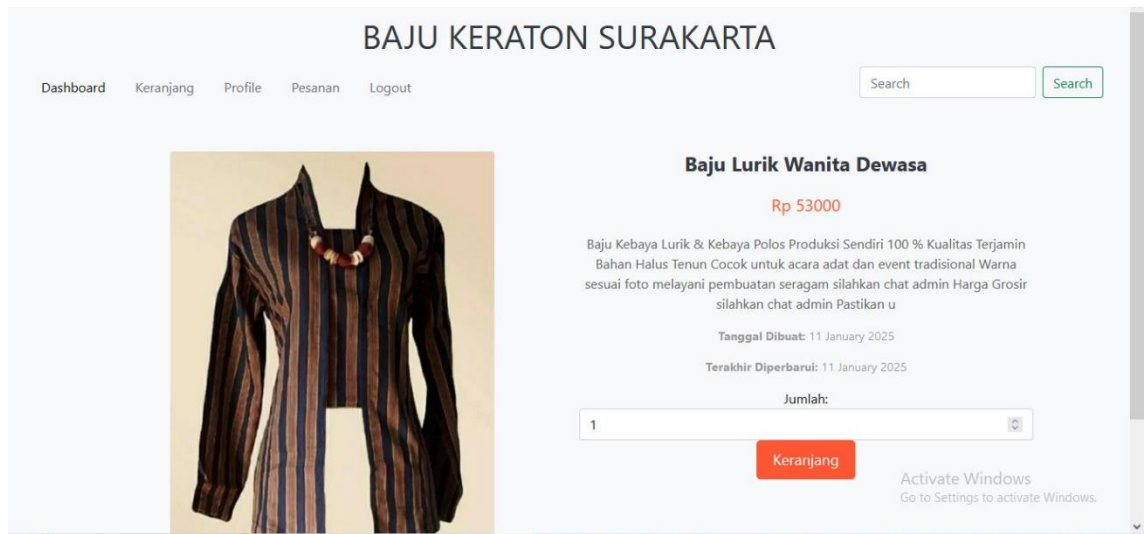 BAJU KERATON SURAKARTA
Dashboard Keranjang Profile Pesanan Logout Search Search
Baju Lurik Wanita Dewasa
Rp 53000
Baju Kebaya Lurik & Kebaya Polos Produksi Sendiri 100 % Kualitas Terjamin
Bahan Halus Tenun Cocok untuk acara adat dan event tradisional Warna
sesuai foto melayani pembuatan seragam silahkan chat admin Harga Grosir
silahkan chat admin Pastikan u
Tanggal Dibuat: 11 January 2025
Terakhir Diperbarui: 11 January 2025
Jumlah:
1
Keranjang
Activate Windows
Go to Settings to activate Windows.